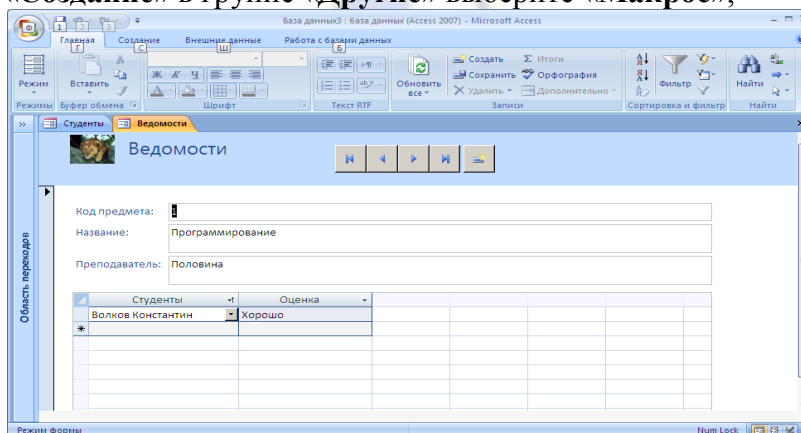 «Создание» в группе «Другие» выберите «Макрос»,
База данных3 : база данных (Access 2007) - Microsoft Access
1 2 3
Главная Создание Внешние данные Работа с базами данных
Г С Ш Б
Режим Вставить Ж К Ч Обновить все Создать Итоги Сохранить Орфография Удалить Дополнительно Фильтр Найти
Режимы Буфер обмена Шрифт Текст RTF Записи Сортировка и фильтр Найти
Студенты Ведомости
Ведомости
Область переходов
Код предмета: 1
Название: Программирование
Преподаватель: Половина
Студенты Оценка
Волков Константин Хорошо
Режим формы Num Lock